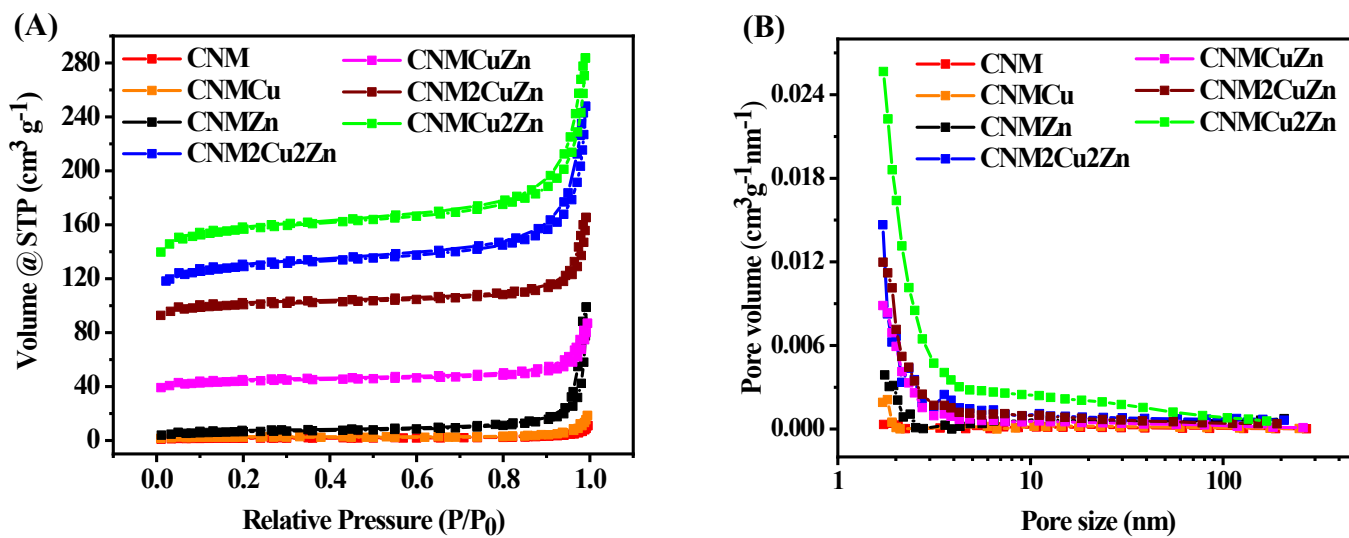 (A)
CNM
CNMCu
CNMZn
CNM2Cu2Zn
CNMCuZn
CNM2CuZn
CNMCu2Zn
280
240
200
160
120
80
40
0
Volume @ STP (cm³ g⁻¹)
0.0 0.2 0.4 0.6 0.8 1.0
Relative Pressure (P/P₀)
(B)
CNM
CNMCu
CNMZn
CNM2Cu2Zn
CNMCuZn
CNM2CuZn
CNMCu2Zn
0.024
0.018
0.012
0.006
0.000
Pore volume (cm³g⁻¹nm⁻¹)
1 10 100
Pore size (nm)